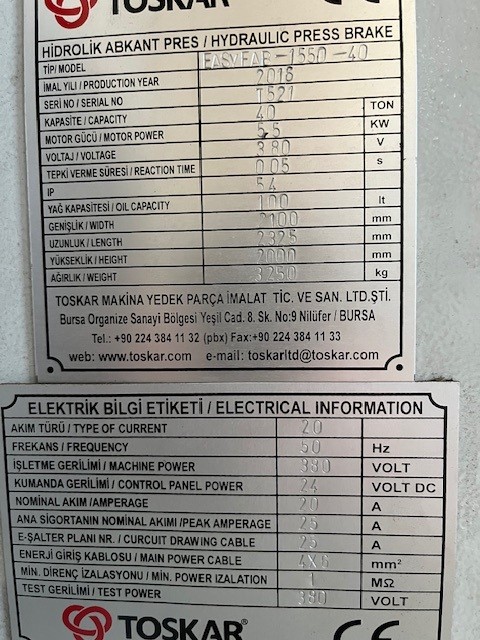 TOSKAR CE
HİDROLİK ABKANT PRES / HYDRAULIC PRESS BRAKE
TİP/ MODEL EASYFAB-1550-40
İMAL YILI / PRODUCTION YEAR 2018
SERİ NO / SERIAL NO T521
KAPASİTE / CAPACITY 40 TON
MOTOR GÜCÜ / MOTOR POWER 5,5 KW
VOLTAJ / VOLTAGE 380 V
TEPKİ VERME SÜRESİ / REACTION TIME 0.05 s
IP 54
YAĞ KAPASİTESİ / OIL CAPACITY 100 lt
GENİŞLİK / WIDTH 2100 mm
UZUNLUK / LENGTH 2325 mm
YÜKSEKLİK / HEIGHT 2000 mm
AĞIRLIK / WEIGHT 3250 kg
TOSKAR MAKİNA YEDEK PARÇA İMALAT TİC. VE SAN. LTD.ŞTİ.
Bursa Organize Sanayi Bölgesi Yeşil Cad. 8. Sk. No:9 Nilüfer / BURSA
Tel.: +90 224 384 11 32 (pbx) Fax:+90 224 384 11 33
web: www.toskar.com e-mail: toskarltd@toskar.com
ELEKTRİK BİLGİ ETİKETİ / ELECTRICAL INFORMATION
AKIM TÜRÜ / TYPE OF CURRENT 20
FREKANS / FREQUENCY 50 Hz
İŞLETME GERİLİMİ / MACHINE POWER 380 VOLT
KUMANDA GERİLİMİ / CONTROL PANEL POWER 24 VOLT DC
NOMİNAL AKIM /AMPERAGE 20 A
ANA SİGORTANIN NOMİNAL AKIMI /PEAK AMPERAGE 25 A
E-ŞALTER PLANI NR. / CURCUIT DRAWING CABLE 25 A
ENERJİ GİRİŞ KABLOSU / MAIN POWER CABLE 4X6 mm²
MİN. DİRENÇ İZALASYONU / MİN. POWER IZALATION 1 MΩ
TEST GERİLİMİ / TEST POWER 380 VOLT
TOSKAR® CE